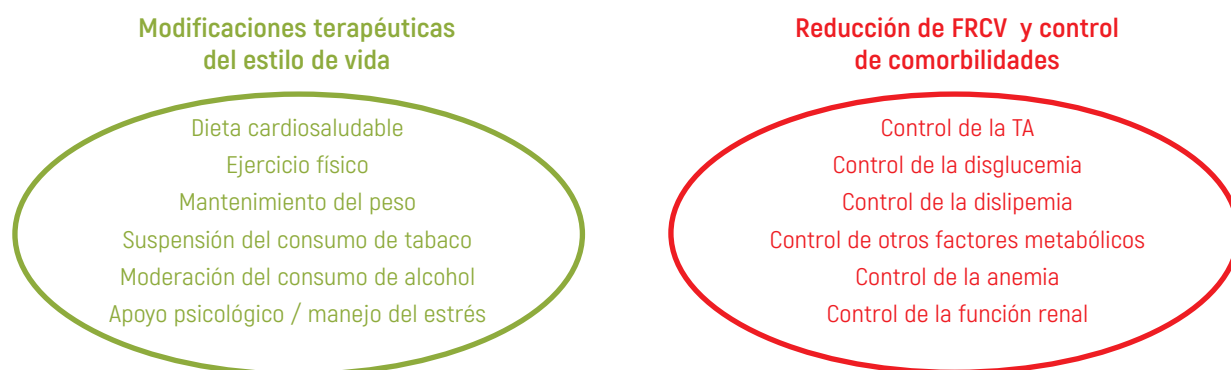 Modificaciones terapéuticas
del estilo de vida
Dieta cardiosaludable
Ejercicio físico
Mantenimiento del peso
Suspensión del consumo de tabaco
Moderación del consumo de alcohol
Apoyo psicológico / manejo del estrés
Reducción de FRCV y control
de comorbilidades
Control de la TA
Control de la disglucemia
Control de la dislipemia
Control de otros factores metabólicos
Control de la anemia
Control de la función renal